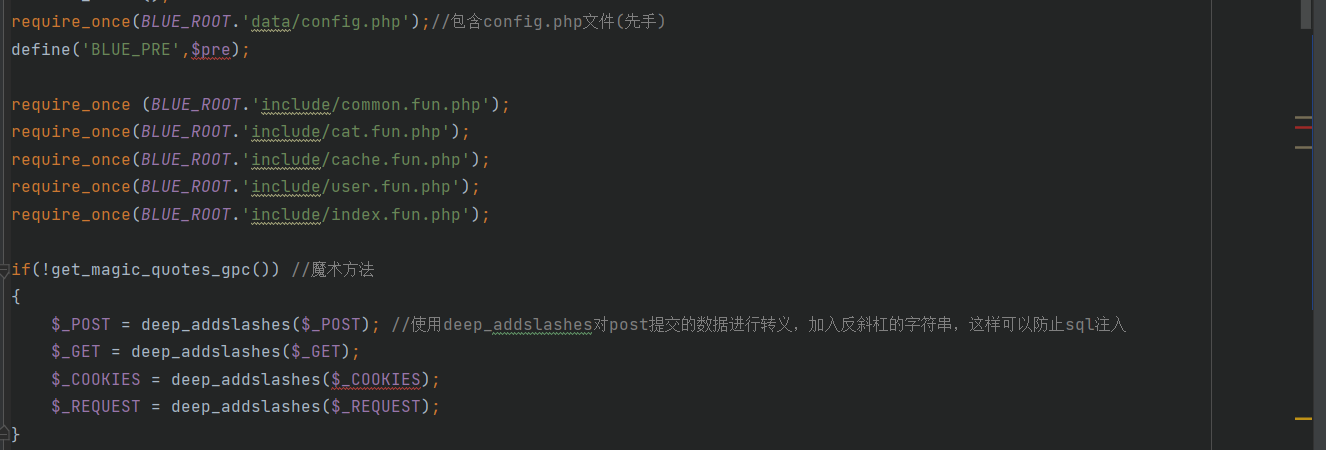 require_once(BLUE_ROOT.'data/config.php');//包含config.php文件(先手)
define('BLUE_PRE',$pre);
require_once (BLUE_ROOT.'include/common.fun.php');
require_once(BLUE_ROOT.'include/cat.fun.php');
require_once(BLUE_ROOT.'include/cache.fun.php');
require_once(BLUE_ROOT.'include/user.fun.php');
require_once(BLUE_ROOT.'include/index.fun.php');
if(!get_magic_quotes_gpc()) //魔术方法
{
$_POST = deep_addslashes($_POST); //使用deep_addslashes对post提交的数据进行转义，加入反斜杠的字符串，这样可以防止sql注入
$_GET = deep_addslashes($_GET);
$_COOKIES = deep_addslashes($_COOKIES);
$_REQUEST = deep_addslashes($_REQUEST);
}